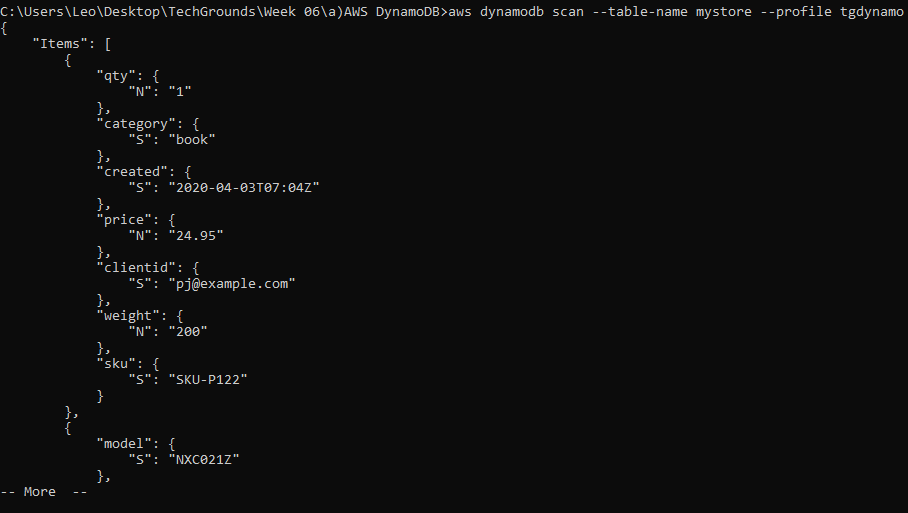 C:\Users\Leo\Desktop\TechGrounds\Week 06\a)AWS DynamoDB>aws dynamodb scan --table-name mystore --profile tgdynamo
{
    "Items": [
        {
            "qty": {
                "N": "1"
            },
            "category": {
                "S": "book"
            },
            "created": {
                "S": "2020-04-03T07:04Z"
            },
            "price": {
                "N": "24.95"
            },
            "clientid": {
                "S": "pj@example.com"
            },
            "weight": {
                "N": "200"
            },
            "sku": {
                "S": "SKU-P122"
            }
        },
        {
            "model": {
                "S": "NXC021Z"
            },
-- More  --